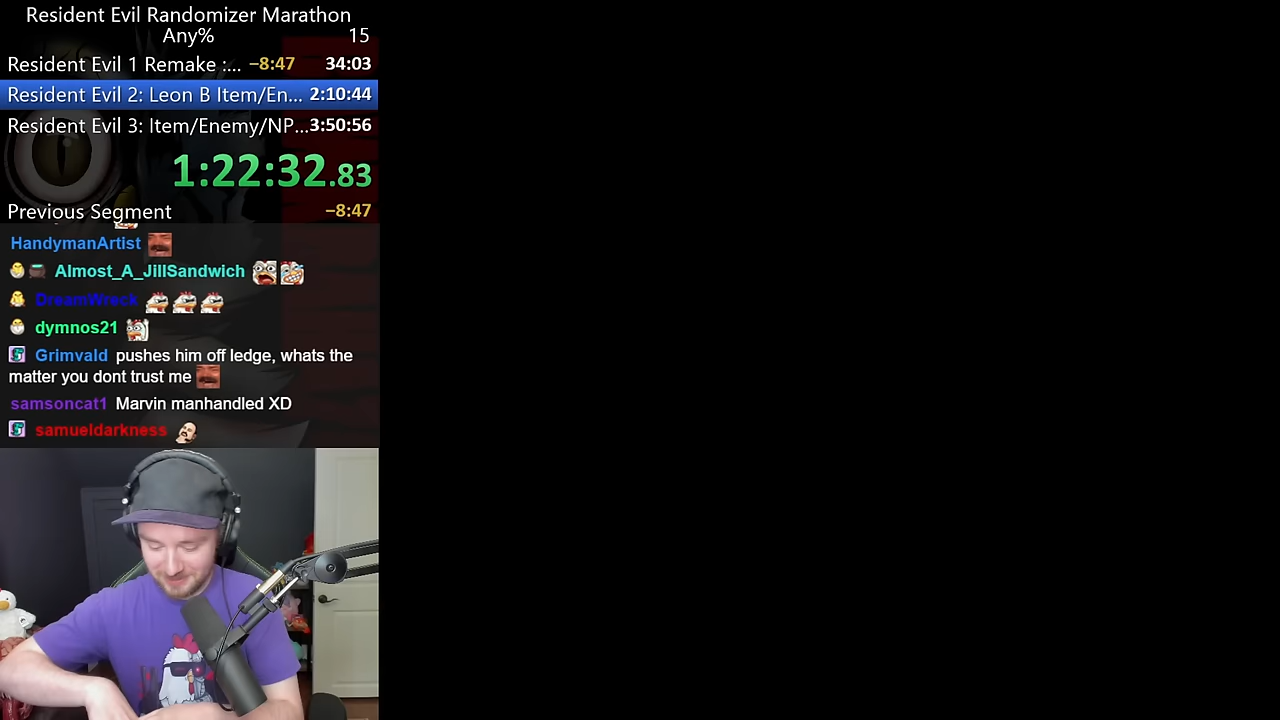 Resident Evil Randomizer Marathon
Any% 15
Resident Evil 1 Remake :... −8:47 34:03
Resident Evil 2: Leon B Item/En... 2:10:44
Resident Evil 3: Item/Enemy/NP... 3:50:56
1:22:32.83
Previous Segment −8:47
HandymanArtist
Almost_A_JillSandwich
DreamWreck
dymnos21
Grimvald pushes him off ledge, whats the
matter you dont trust me
samsoncat1 Marvin manhandled XD
samueldarkness